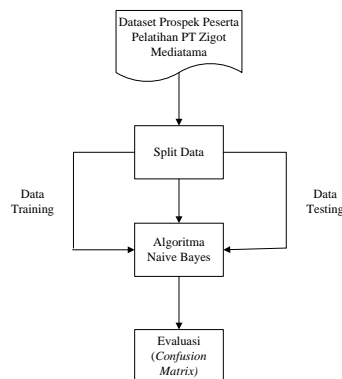 Dataset Prospek Peserta
Pelatihan PT Zigot
Mediatama
Split Data
Data
Training
Data
Testing
Algoritma
Naive Bayes
Evaluasi
(Confusion
Matrix)